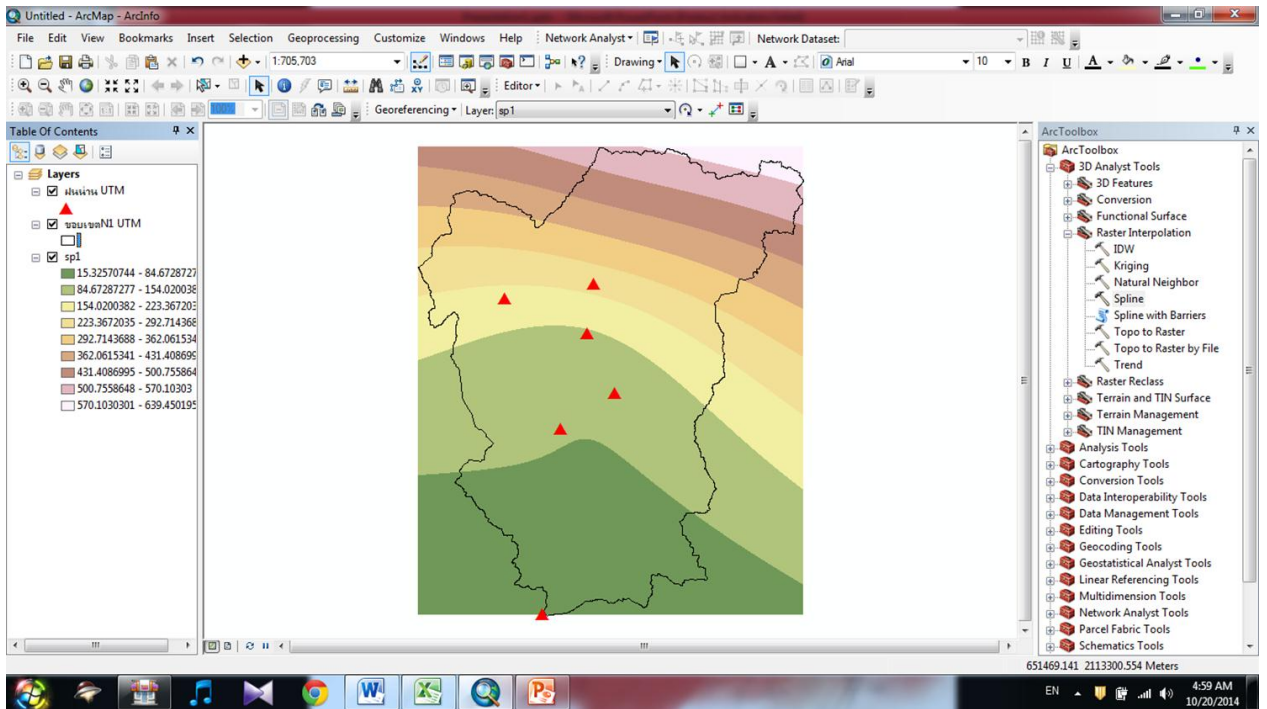 Untitled - ArcMap - ArcInfo
File Edit View Bookmarks Insert Selection Geoprocessing Customize Windows Help Network Analyst Network Dataset:
1:705,703 Editor Drawing A Arial 10 B I U A
Editor
100% Georeferencing Layer: sp1
Table Of Contents
Layers
ฝนน่าน UTM
ขอบเขตN1 UTM
sp1
15.32570744 - 84.6728727
84.67287277 - 154.020038
154.0200382 - 223.367203
223.3672035 - 292.714368
292.7143688 - 362.061534
362.0615341 - 431.408699
431.4086995 - 500.755864
500.7558648 - 570.10303
570.1030301 - 639.450195
ArcToolbox
ArcToolbox
3D Analyst Tools
3D Features
Conversion
Functional Surface
Raster Interpolation
IDW
Kriging
Natural Neighbor
Spline
Spline with Barriers
Topo to Raster
Topo to Raster by File
Trend
Raster Reclass
Terrain and TIN Surface
Terrain Management
TIN Management
Analysis Tools
Cartography Tools
Conversion Tools
Data Interoperability Tools
Data Management Tools
Editing Tools
Geocoding Tools
Geostatistical Analyst Tools
Linear Referencing Tools
Multidimension Tools
Network Analyst Tools
Parcel Fabric Tools
Schematics Tools
651469.141 2113300.554 Meters
EN
4:59 AM
10/20/2014